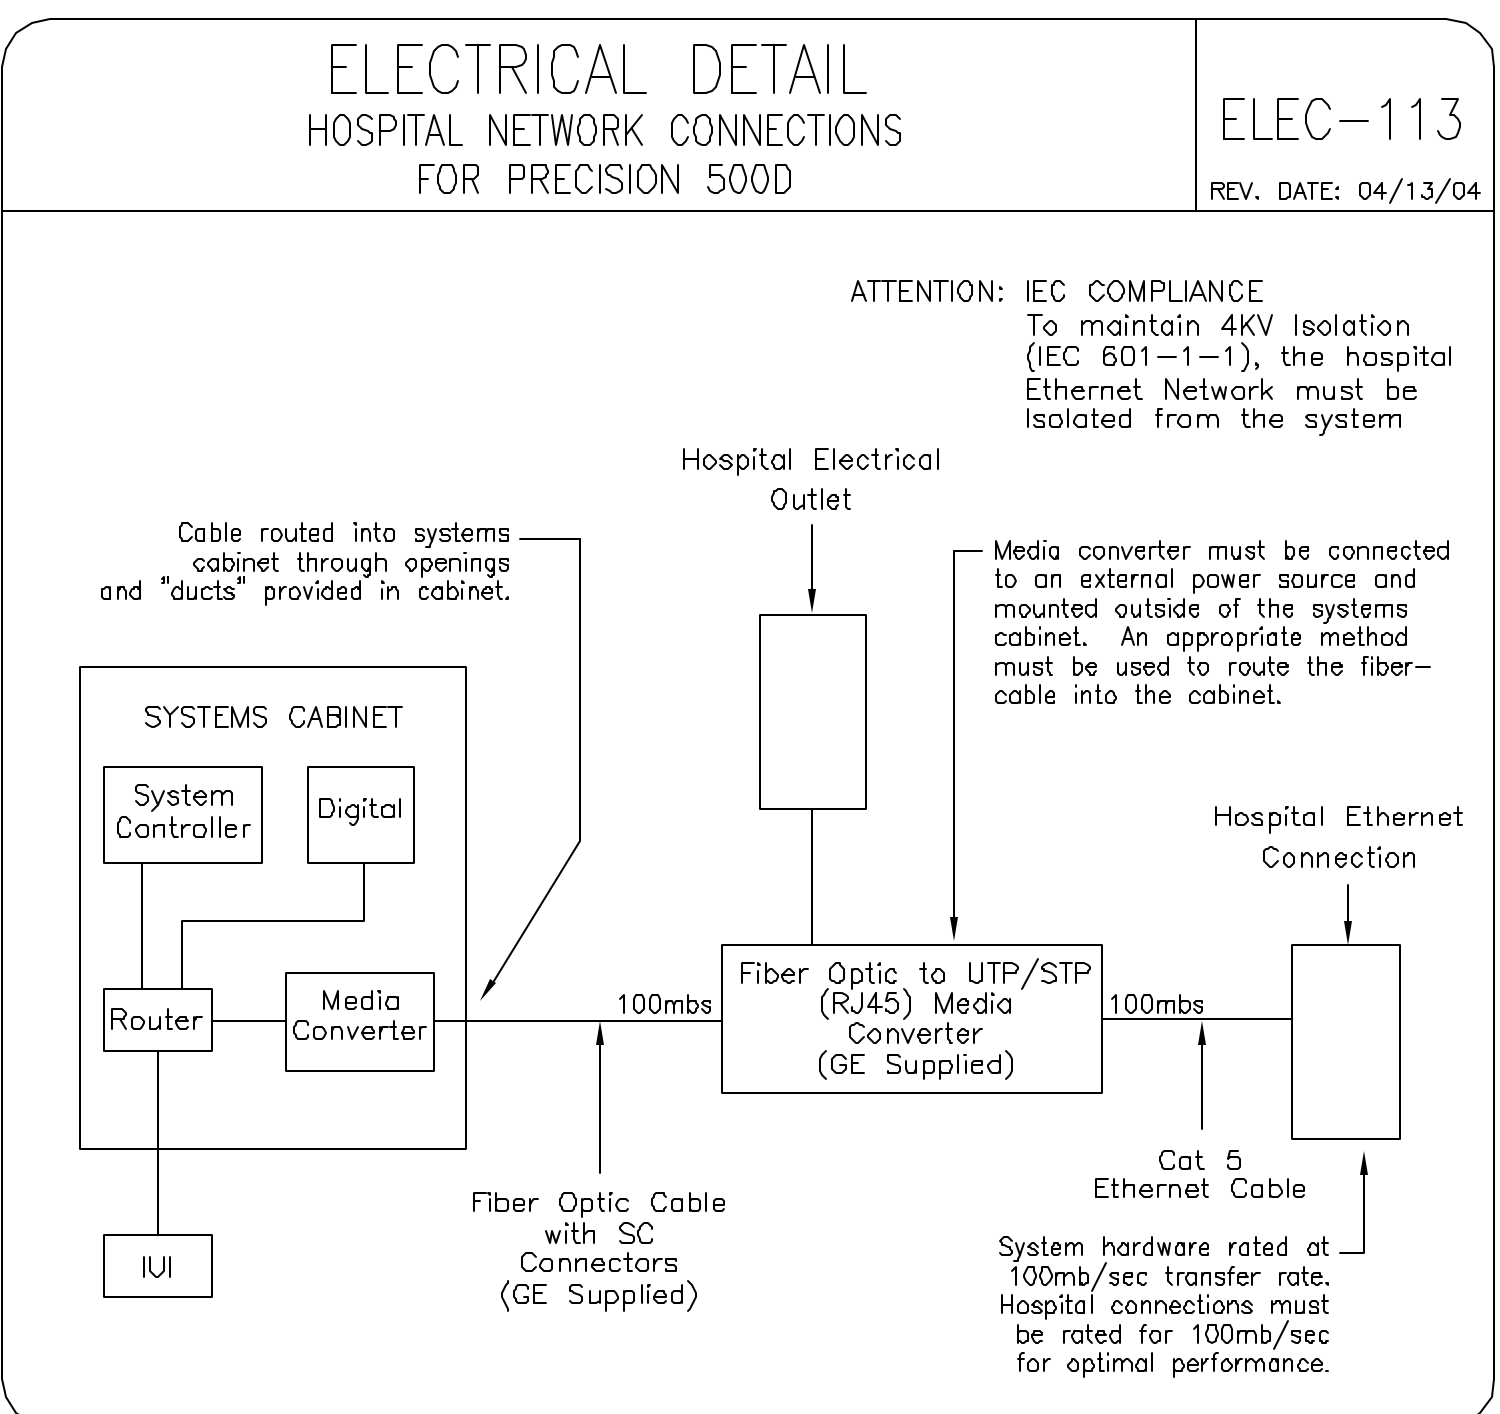 ELECTRICAL DETAIL
HOSPITAL NETWORK CONNECTIONS
FOR PRECISION 500D
ELEC-113
REV. DATE: 04/13/04
ATTENTION: IEC COMPLIANCE
To maintain 4KV Isolation
(IEC 601-1-1), the hospital
Ethernet Network must be
Isolated from the system
Hospital Electrical
Outlet
Cable routed into systems
cabinet through openings
and "ducts" provided in cabinet.
Media converter must be connected
to an external power source and
mounted outside of the systems
cabinet. An appropriate method
must be used to route the fiber-
cable into the cabinet.
SYSTEMS CABINET
System
Controller
Digital
Hospital Ethernet
Connection
Router
Media
Converter
100mbs
Fiber Optic to UTP/STP
(RJ45) Media
Converter
(GE Supplied)
100mbs
Cat 5
Ethernet Cable
Fiber Optic Cable
with SC
Connectors
(GE Supplied)
IUI
System hardware rated at
100mb/sec transfer rate.
Hospital connections must
be rated for 100mb/sec
for optimal performance.